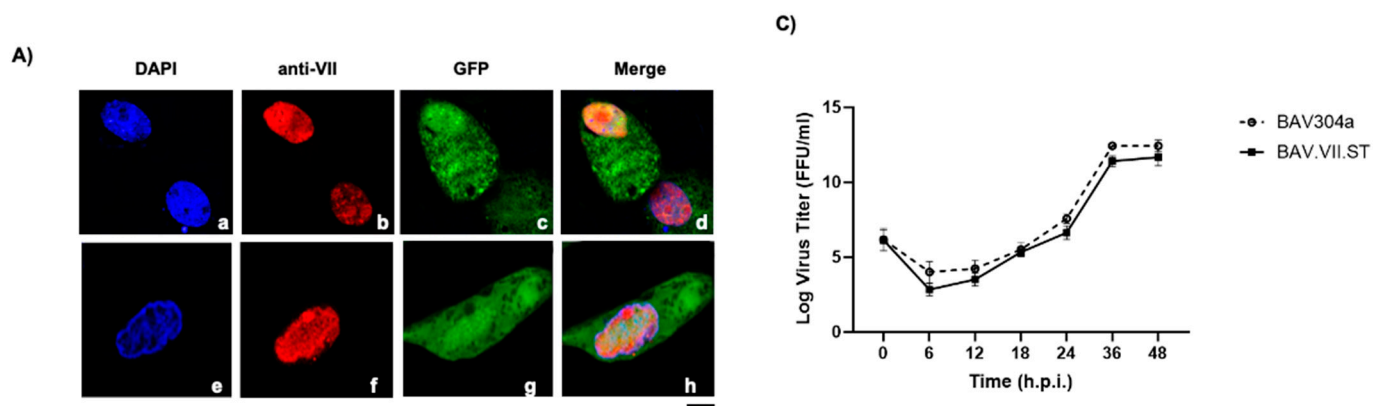 A)
DAPI anti-VII GFP Merge
a b c d
e f g h
C)
Log Virus Titer (FFU/ml)
15
10
5
0
0 6 12 18 24 36 48
Time (h.p.i.)
BAV304a
BAV.VII.ST